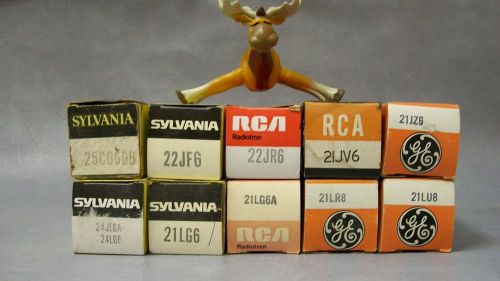 SYLVANIA
25CG0GB
SYLVANIA
22JF6
RCA
Radiotron
22JR6
RCA
21JV6
21JZ6
GE
SYLVANIA
24JE6A-
24LQ6
SYLVANIA
21LG6
21LG6A
RCA
Radiotron
21LR8
GE
21LU8
GE